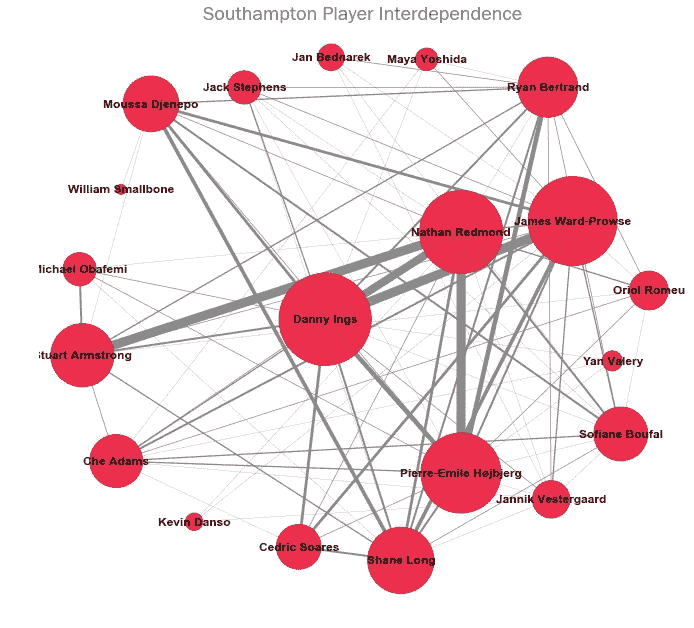 Southampton Player Interdependence
Jan Bednarek
Maya Yoshida
Jack Stephens
Ryan Bertrand
Moussa Djenepo
William Smallbone
James Ward-Prowse
Nathan Redmond
Michael Obafemi
Oriol Romeu
Danny Ings
Stuart Armstrong
Yan Valery
Sofiane Boufal
Che Adams
Pierre-Emile Højbjerg
Jannik Vestergaard
Kevin Danso
Cedric Soares
Shane Long